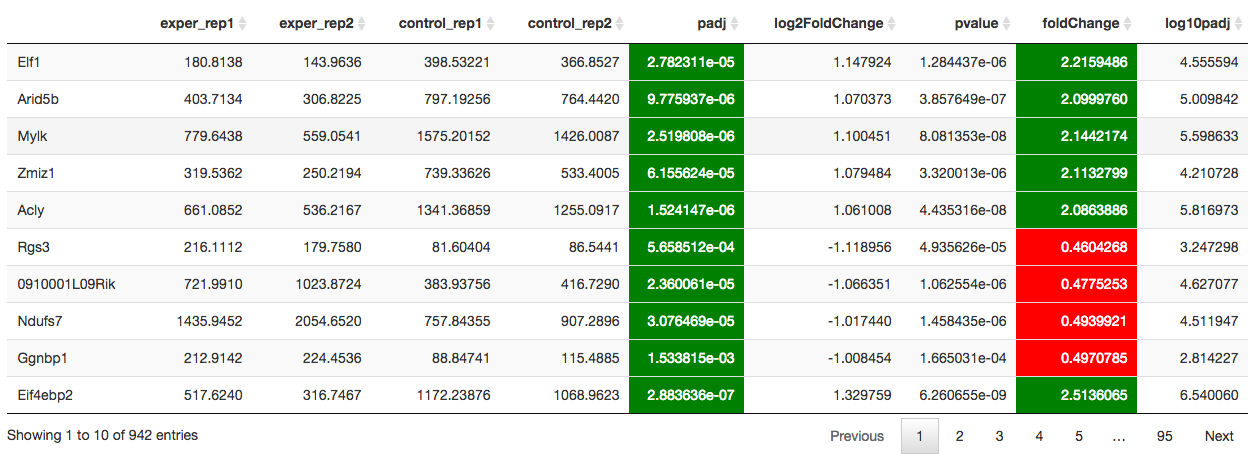 exper_rep1 exper_rep2 control_rep1 control_rep2 padj log2FoldChange pvalue foldChange log10padj
Elf1 180.8138 143.9636 398.53221 366.8527 2.782311e-05 1.147924 1.284437e-06 2.2159486 4.555594
Arid5b 403.7134 306.8225 797.19256 764.4420 9.775937e-06 1.070373 3.857649e-07 2.0999760 5.009842
Mylk 779.6438 559.0541 1575.20152 1426.0087 2.519808e-06 1.100451 8.081353e-08 2.1442174 5.598633
Zmiz1 319.5362 250.2194 739.33626 533.4005 6.155624e-05 1.079484 3.320013e-06 2.1132799 4.210728
Acly 661.0852 536.2167 1341.36859 1255.0917 1.524147e-06 1.061008 4.435316e-08 2.0863886 5.816973
Rgs3 216.1112 179.7580 81.60404 86.5441 5.658512e-04 -1.118956 4.935626e-05 0.4604268 3.247298
0910001L09Rik 721.9910 1023.8724 383.93756 416.7290 2.360061e-05 -1.066351 1.062554e-06 0.4775253 4.627077
Ndufs7 1435.9452 2054.6520 757.84355 907.2896 3.076469e-05 -1.017440 1.458435e-06 0.4939921 4.511947
Ggnbp1 212.9142 224.4536 88.84741 115.4885 1.533815e-03 -1.008454 1.665031e-04 0.4970785 2.814227
Eif4ebp2 517.6240 316.7467 1172.23876 1068.9623 2.883636e-07 1.329759 6.260655e-09 2.5136065 6.540060
Showing 1 to 10 of 942 entries Previous 1 2 3 4 5 … 95 Next